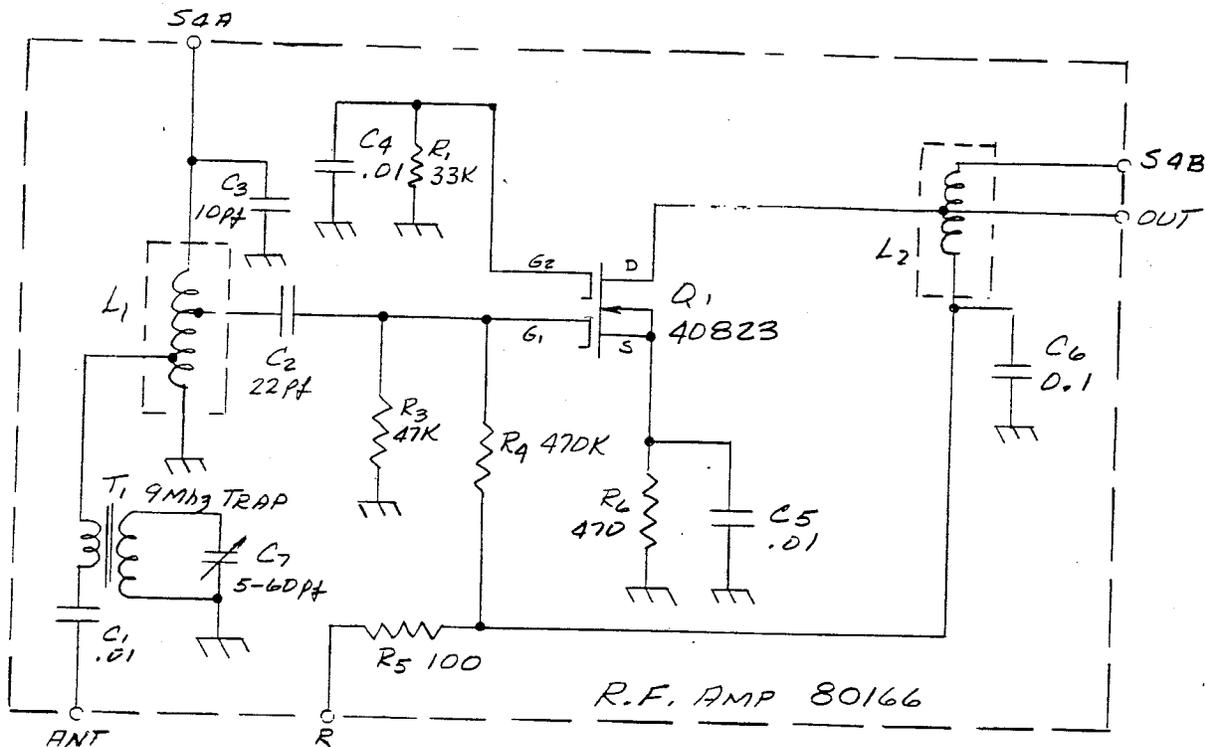 S4A
C4
.01
R1
33K
C3
10pf
S4B
OUT
L2
G2
D
L1
Q1
40823
G1
S
C2
22pf
C6
0.1
R3
47K
R4 470K
T1
9Mhz TRAP
R6
470
C5
.01
C7
5-60pf
C1
.01
R5 100
R.F. AMP 80166
ANT
R